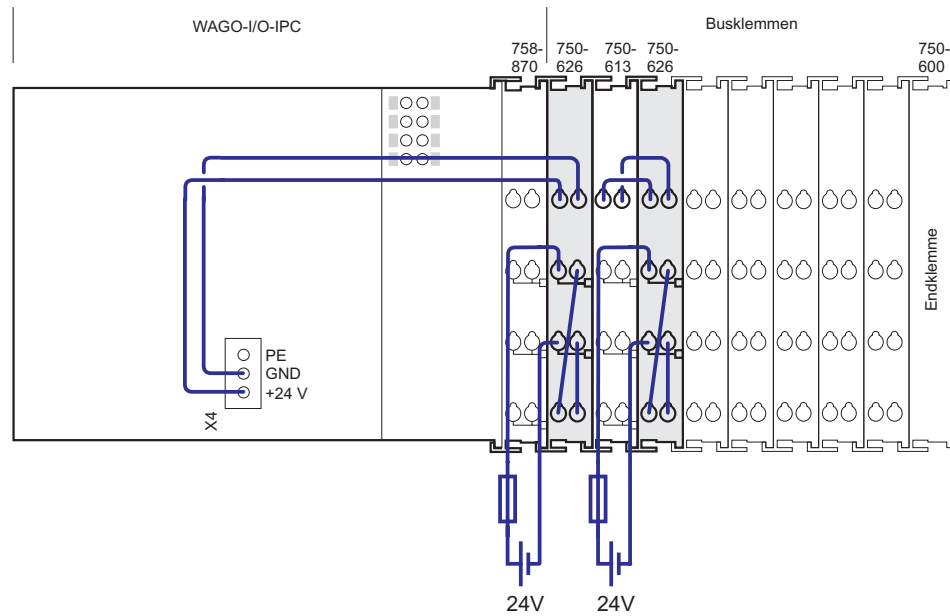 WAGO-I/O-IPC
Busklemmen
758-
870
750-
626
750-
613
750-
626
750-
600
Endklemme
PE
GND
+24 V
X4
24V
24V